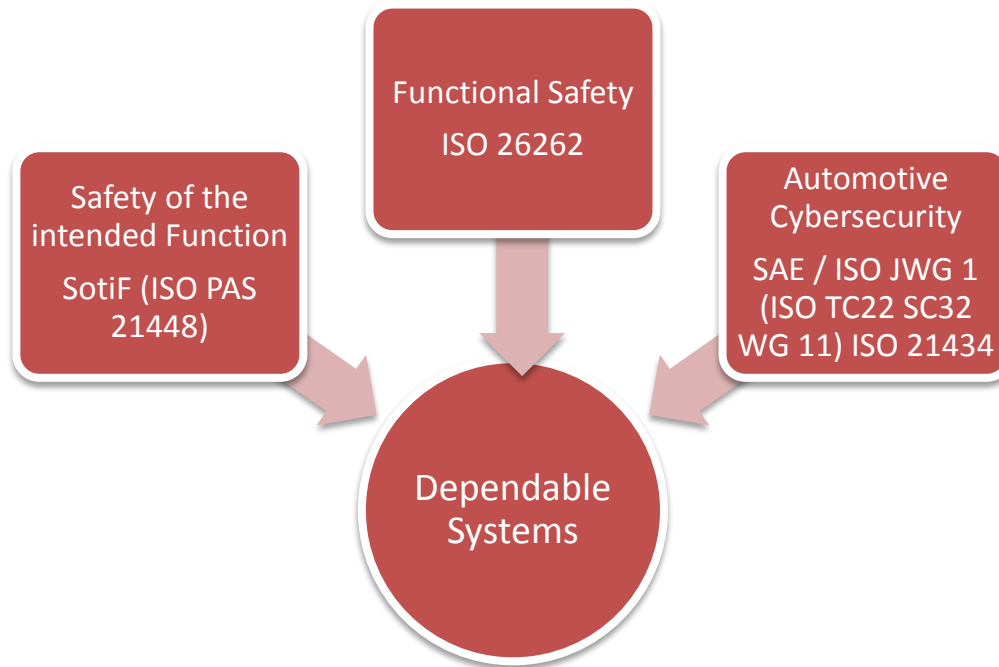 Functional Safety
ISO 26262
Safety of the
intended Function
SotiF (ISO PAS
21448)
Automotive
Cybersecurity
SAE / ISO JWG 1
(ISO TC22 SC32
WG 11) ISO 21434
Dependable
Systems